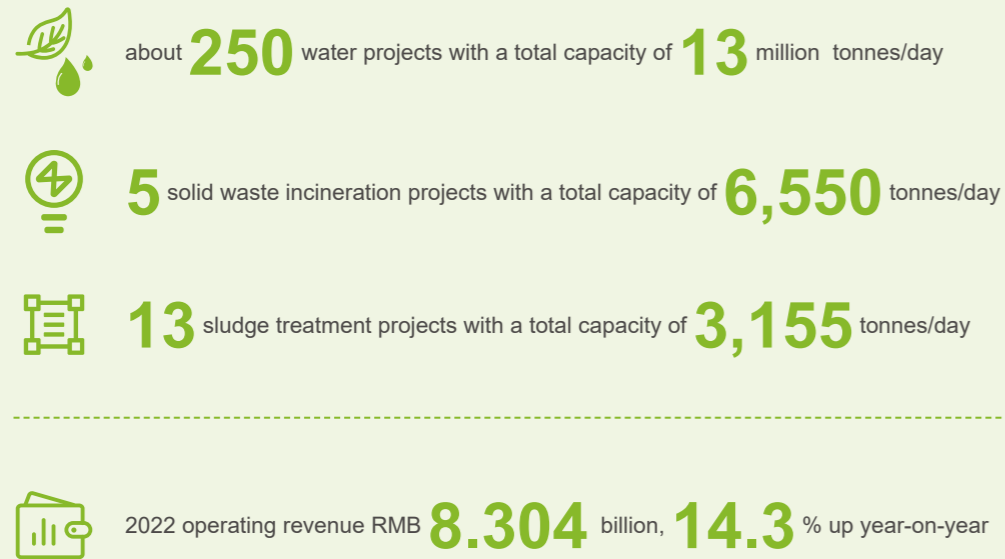 about 250 water projects with a total capacity of 13 million tonnes/day
5 solid waste incineration projects with a total capacity of 6,550 tonnes/day
13 sludge treatment projects with a total capacity of 3,155 tonnes/day
2022 operating revenue RMB 8.304 billion, 14.3 % up year-on-year